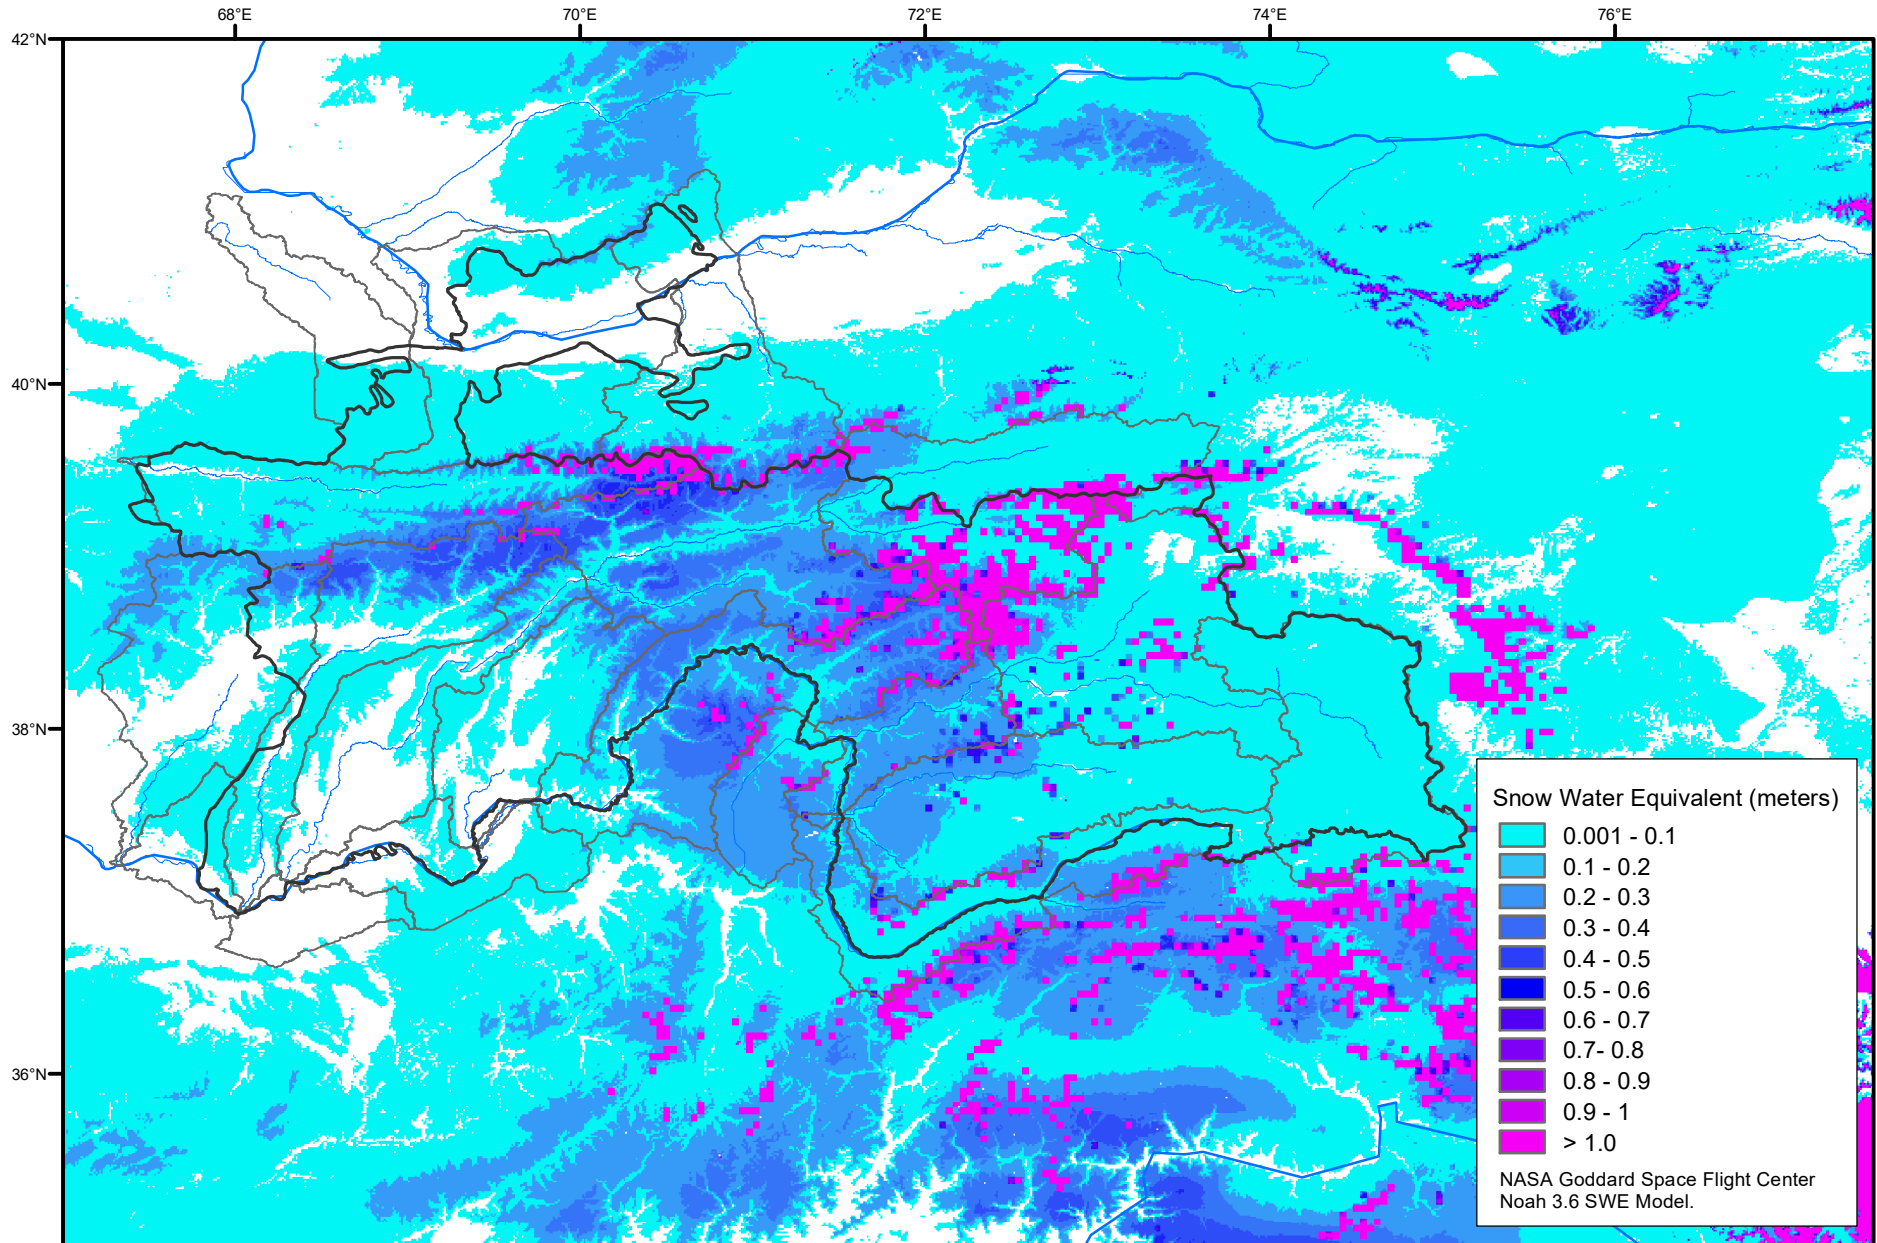 68°E 70°E 72°E 74°E 76°E
42°N
40°N
38°N
36°N
Snow Water Equivalent (meters)
0.001 - 0.1
0.1 - 0.2
0.2 - 0.3
0.3 - 0.4
0.4 - 0.5
0.5 - 0.6
0.6 - 0.7
0.7- 0.8
0.8 - 0.9
0.9 - 1
> 1.0
NASA Goddard Space Flight Center
Noah 3.6 SWE Model.